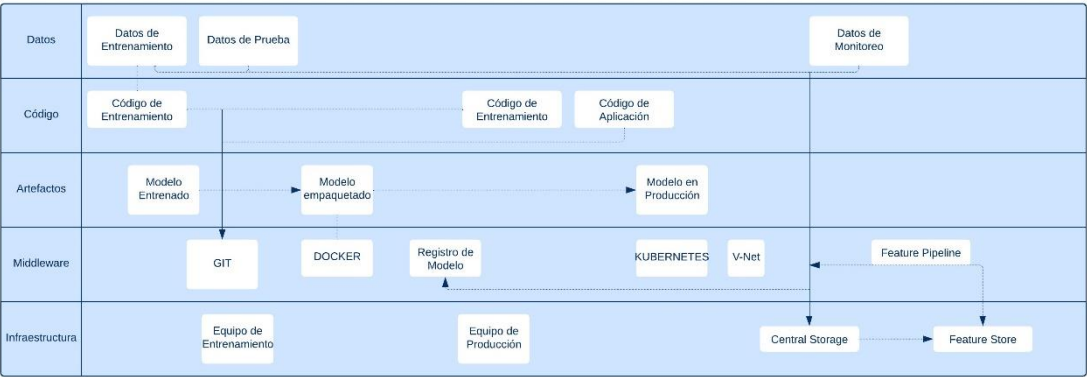 Datos
Datos de
Entrenamiento
Datos de Prueba
Datos de
Monitoreo
Código
Código de
Entrenamiento
Código de
Entrenamiento
Código de
Aplicación
Artefactos
Modelo
Entrenado
Modelo
empaquetado
Modelo en
Producción
Middleware
GIT
DOCKER
Registro de
Modelo
KUBERNETES
V-Net
Feature Pipeline
Infraestructura
Equipo de
Entrenamiento
Equipo de
Producción
Central Storage
Feature Store